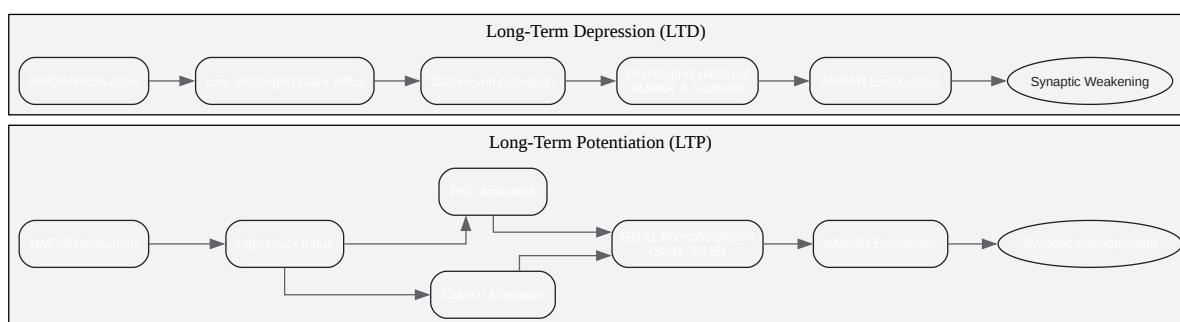 Long-Term Depression (LTD)
NMDAR Activation
Low, Prolonged Ca2+ Influx
Calcineurin Activation
Dephosphorylation of
AMPAR & Scaffolds
AMPAR Endocytosis
Synaptic Weakening
Long-Term Potentiation (LTP)
NMDAR Activation
High Ca2+ Influx
PKC Activation
CaMKII Activation
GluA1 Phosphorylation
(S831, S845)
AMPAR Exocytosis
Synaptic Strengthening